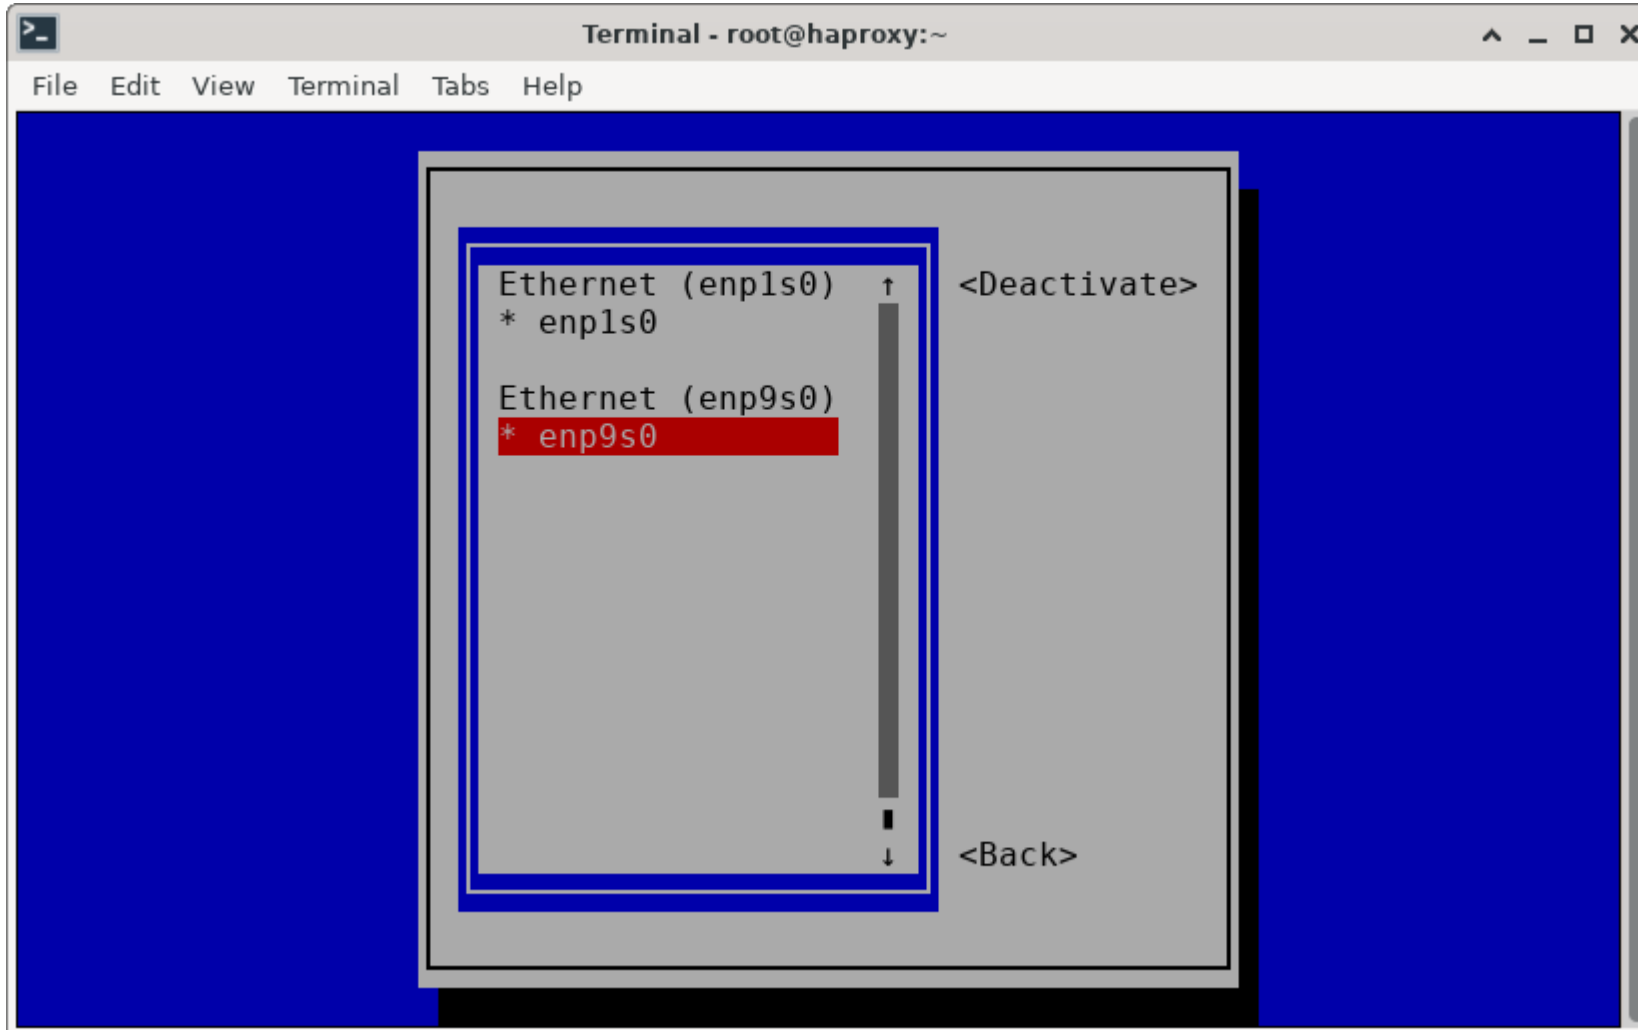 Terminal - root@haproxy:~
File Edit View Terminal Tabs Help
Ethernet (enp1s0) ↑ <Deactivate>
* enp1s0
Ethernet (enp9s0)
* enp9s0
↓ <Back>